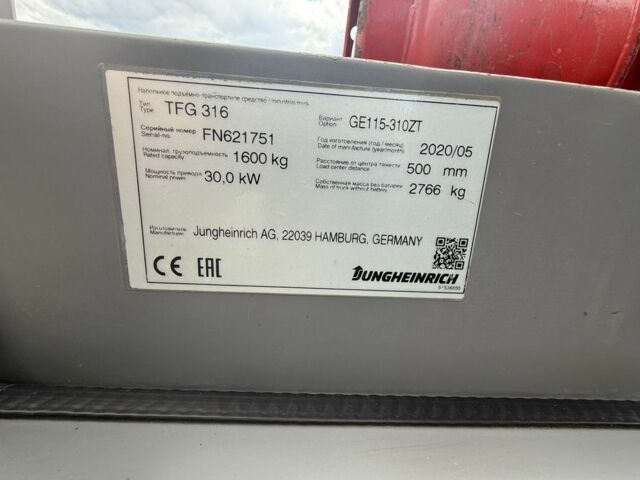 Напольное подъемно-транспортное средство / Industrial truck
Тип
Type TFG 316
Вариант
Option GE115-310ZT
Серийный номер
Serial-no. FN621751
Год изготовления (год / месяц)
Date of manufacture (year/month) 2020/05
Номинал. грузоподъемность
Rated capacity 1600 kg
Расстояние от центра тяжести
Load center distance 500 mm
Мощность привода
Nominal power 30,0 kW
Собственная масса без батареи
Mass of truck without battery 2766 kg
Изготовитель
Manufacturer Jungheinrich AG, 22039 HAMBURG, GERMANY
CE EAC
JUNGHEINRICH